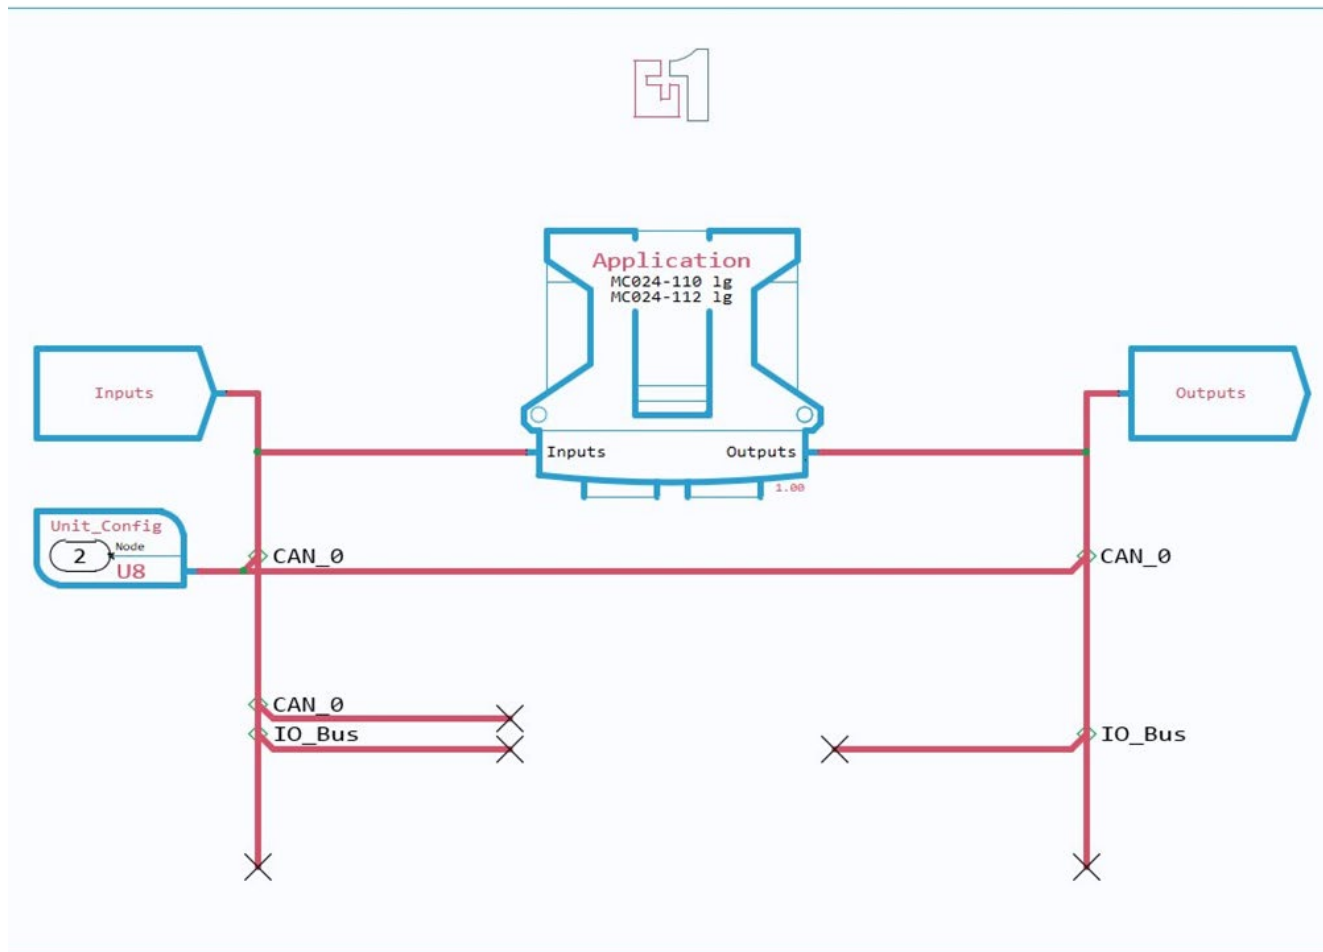 Application
MC024-110 lg
MC024-112 lg
Inputs
Outputs
Inputs
Outputs
1.00
Unit_Config
Node
2
U8
CAN_0
CAN_0
CAN_0
IO_Bus
IO_Bus